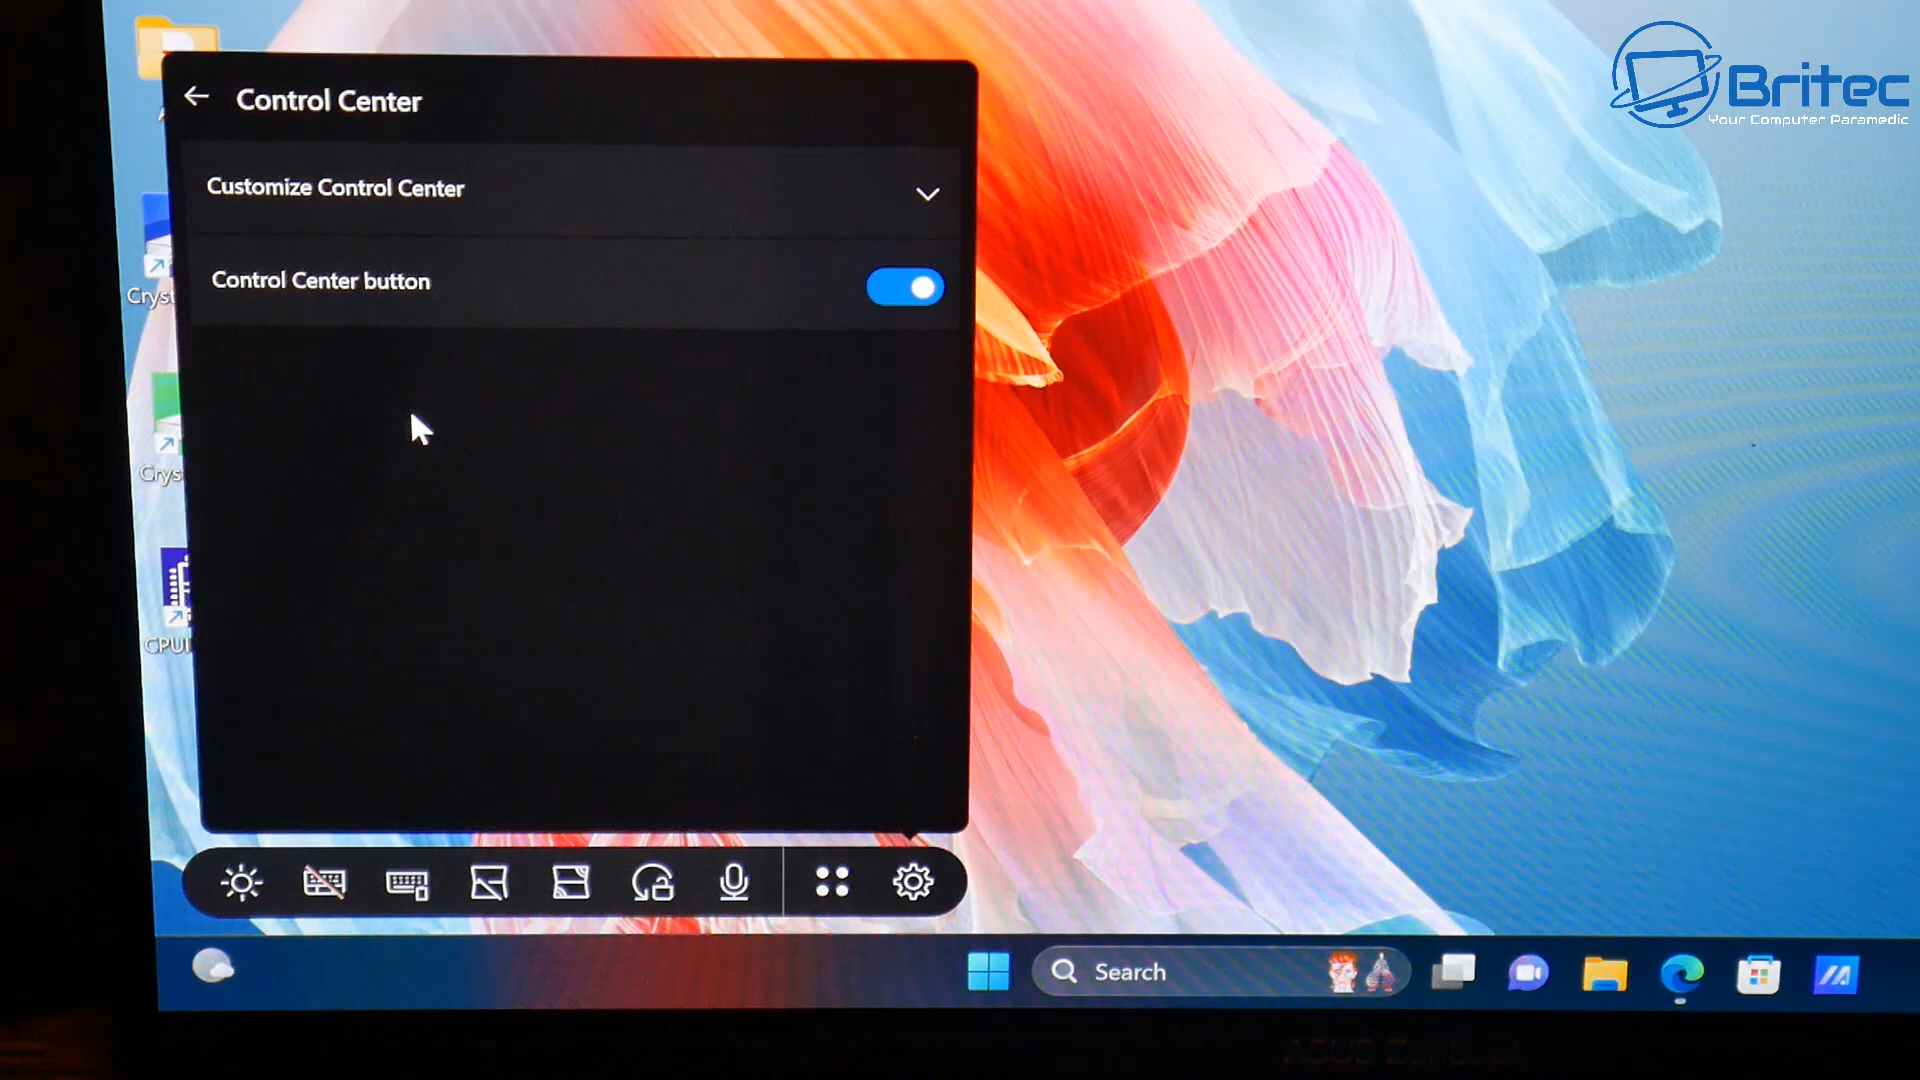 Britec
Your Computer Paramedic
Control Center
Customize Control Center
Control Center button
Search